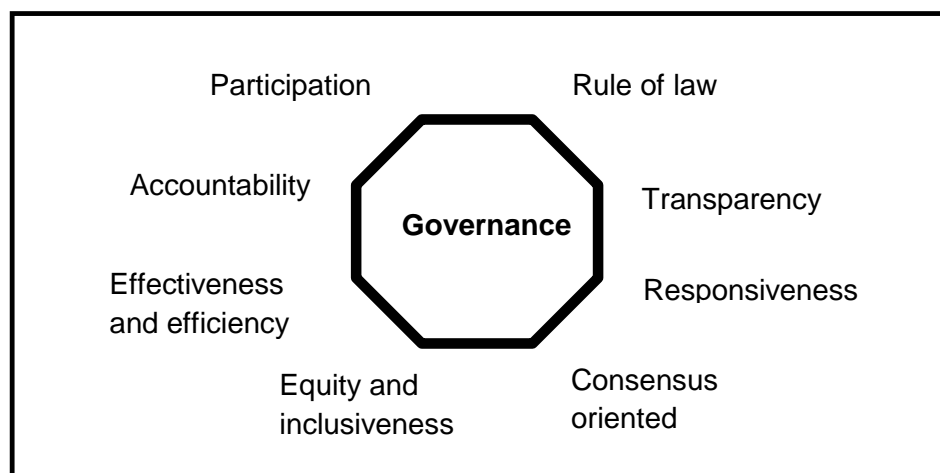 Participation
Rule of law
Accountability
Transparency
Governance
Effectiveness
and efficiency
Responsiveness
Equity and
inclusiveness
Consensus
oriented